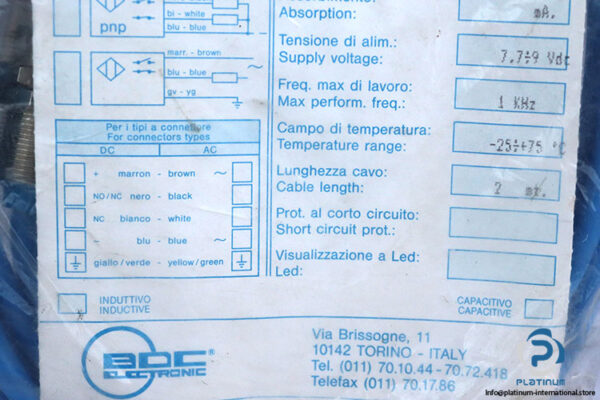 bi - white
blu - blue
pnp
marr. - brown
blu - blue
gv - yg
Per i tipi a connettore
For connectors types
DC
AC
+ marron - brown ~
NO/NC nero - black
NC bianco - white
- blu - blue ~
giallo/verde - yellow/green
Absorption:
mA.
Tensione di alim.:
Supply voltage:
7.7÷9 Vdc
Freq. max di lavoro:
Max perform. freq.:
1 KHz
Campo di temperatura:
Temperature range:
-25÷+75 °C
Lunghezza cavo:
Cable length:
2 mt.
Prot. al corto circuito:
Short circuit prot.:
Visualizzazione a Led:
Led:
INDUTTIVO
INDUCTIVE
CAPACITIVO
CAPACITIVE
BDC®
ELECTRONIC
Via Brissogne, 11
10142 TORINO - ITALY
Tel. (011) 70.10.44 - 70.72.418
Telefax (011) 70.17.86
PLATINUM
INTERNATIONAL
Info@platinum-international.store